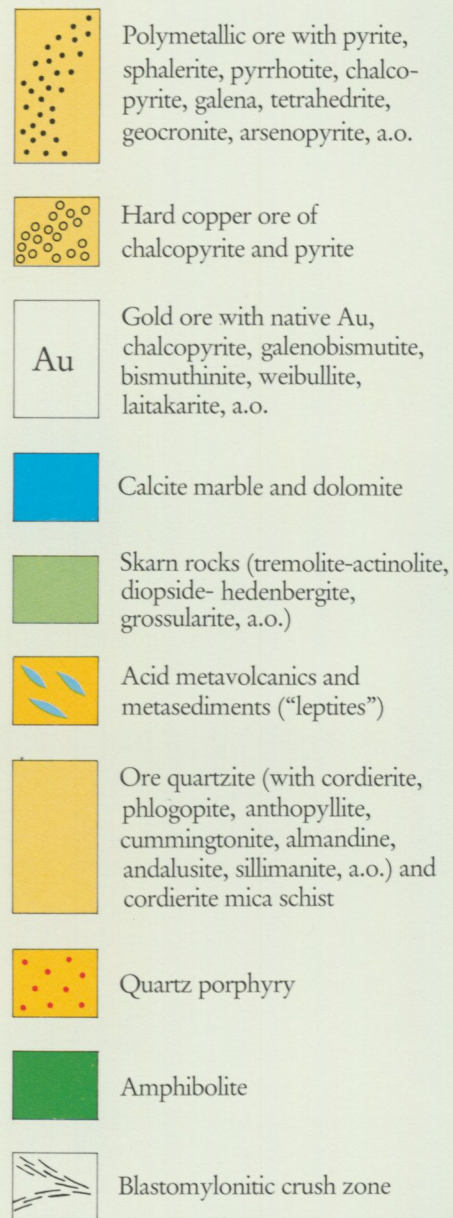 Polymetallic ore with pyrite,
sphalerite, pyrrhotite, chalco-
pyrite, galena, tetrahedrite,
geocronite, arsenopyrite, a.o.
Hard copper ore of
chalcopyrite and pyrite
Au
Gold ore with native Au,
chalcopyrite, galenobismutite,
bismuthinite, weibullite,
laitakarite, a.o.
Calcite marble and dolomite
Skarn rocks (tremolite-actinolite,
diopside- hedenbergite,
grossularite, a.o.)
Acid metavolcanics and
metasediments (“leptites”)
Ore quartzite (with cordierite,
phlogopite, anthopyllite,
cummingtonite, almandine,
andalusite, sillimanite, a.o.) and
cordierite mica schist
Quartz porphyry
Amphibolite
Blastomylonitic crush zone